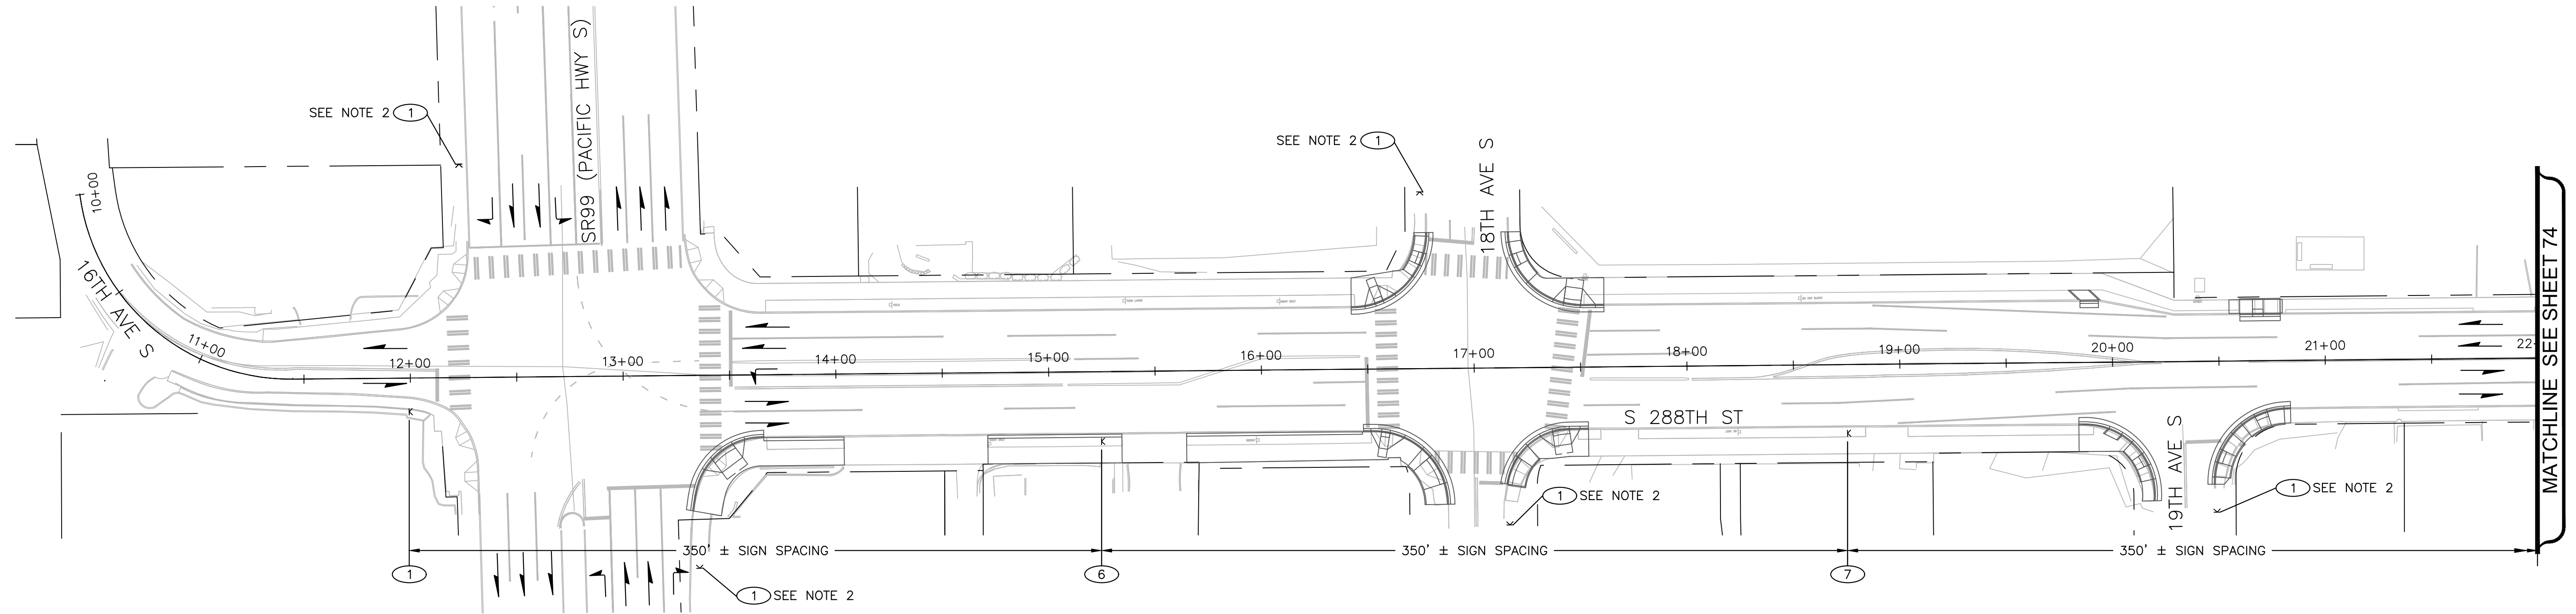 SEE NOTE 2 1
SR99 (PACIFIC HWY S)
SEE NOTE 2 1
18TH AVE S
10+00
16TH AVE S
11+00
12+00
13+00
14+00
15+00
16+00
17+00
18+00
19+00
20+00
21+00
22
S 288TH ST
K
K
K
19TH AVE S
1 SEE NOTE 2
1 SEE NOTE 2
MATCHLINE SEE SHEET 74
350' ± SIGN SPACING
350' ± SIGN SPACING
350' ± SIGN SPACING
1
6
7
1 SEE NOTE 2